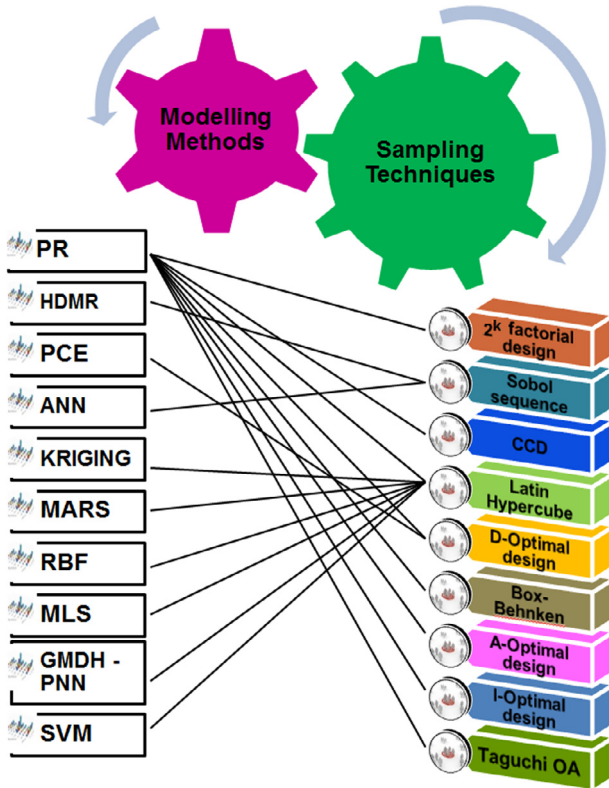 Modelling
Methods
Sampling
Techniques
PR
HDMR
PCE
ANN
KRIGING
MARS
RBF
MLS
GMDH -
PNN
SVM
2ᵏ factorial
design
Sobol
sequence
CCD
Latin
Hypercube
D-Optimal
design
Box-
Behnken
A-Optimal
design
I-Optimal
design
Taguchi OA